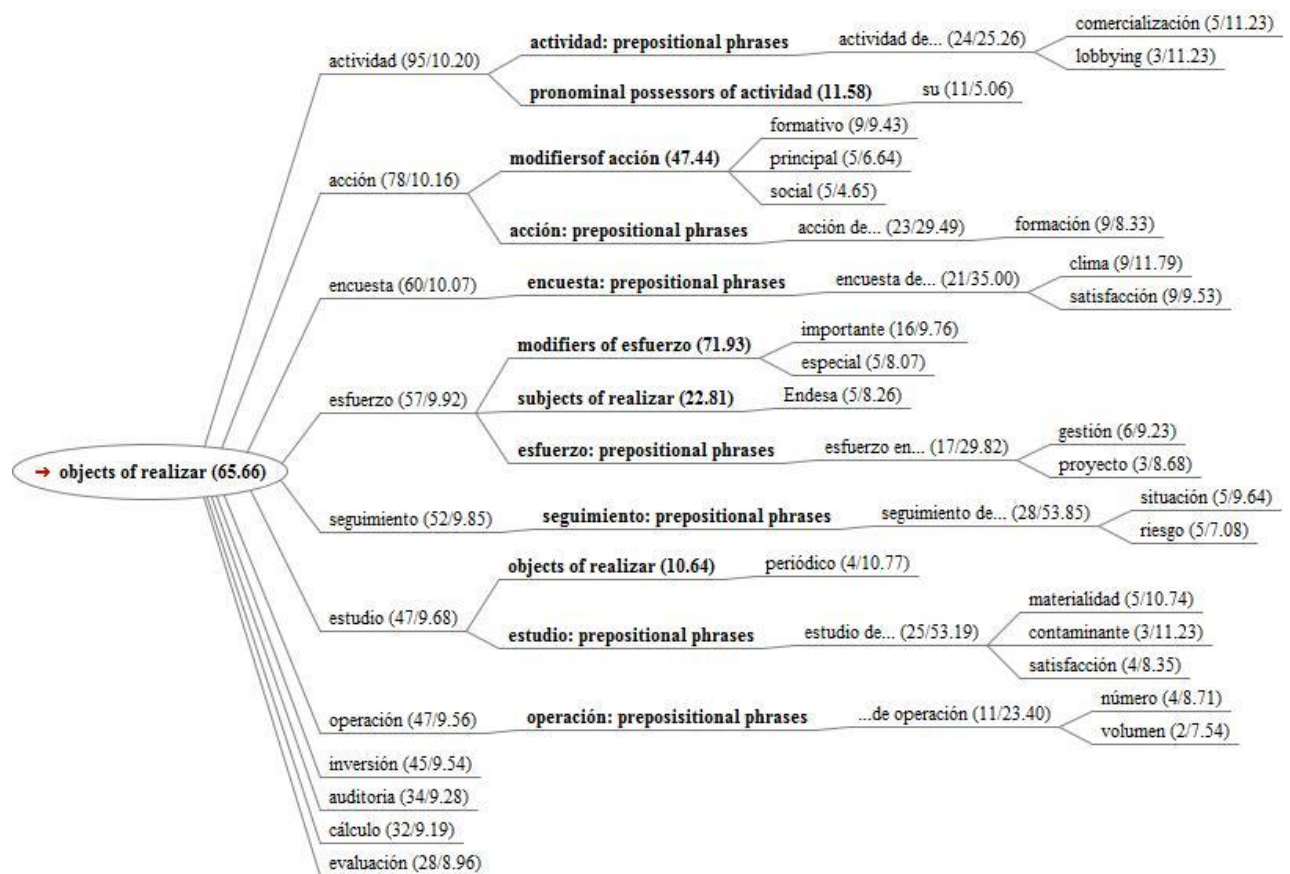 → objects of realizar (65.66)
actividad (95/10.20)
actividad: prepositional phrases
actividad de... (24/25.26)
comercialización (5/11.23)
lobbying (3/11.23)
pronominal possessors of actividad (11.58)
su (11/5.06)
acción (78/10.16)
modifiersof acción (47.44)
formativo (9/9.43)
principal (5/6.64)
social (5/4.65)
acción: prepositional phrases
acción de... (23/29.49)
formación (9/8.33)
encuesta (60/10.07)
encuesta: prepositional phrases
encuesta de... (21/35.00)
clima (9/11.79)
satisfacción (9/9.53)
esfuerzo (57/9.92)
modifiers of esfuerzo (71.93)
importante (16/9.76)
especial (5/8.07)
subjects of realizar (22.81)
Endesa (5/8.26)
esfuerzo: prepositional phrases
esfuerzo en... (17/29.82)
gestión (6/9.23)
proyecto (3/8.68)
seguimiento (52/9.85)
seguimiento: prepositional phrases
seguimiento de... (28/53.85)
situación (5/9.64)
riesgo (5/7.08)
estudio (47/9.68)
objects of realizar (10.64)
periódico (4/10.77)
estudio: prepositional phrases
estudio de... (25/53.19)
materialidad (5/10.74)
contaminante (3/11.23)
satisfacción (4/8.35)
operación (47/9.56)
operación: preposisitional phrases
...de operación (11/23.40)
número (4/8.71)
volumen (2/7.54)
inversión (45/9.54)
auditoria (34/9.28)
cálculo (32/9.19)
evaluación (28/8.96)